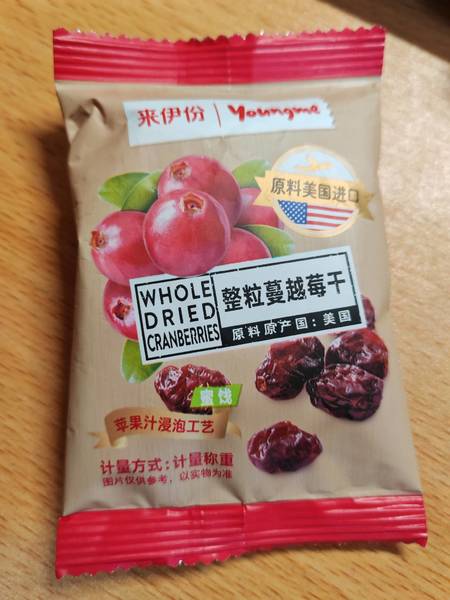 来伊份 | Youngme
原料美国进口
WHOLE
DRIED
CRANBERRIES
整粒蔓越莓干
原料原产国：美国
蜜饯
苹果汁浸泡工艺
计量方式：计量称重
图片仅供参考，以实物为准